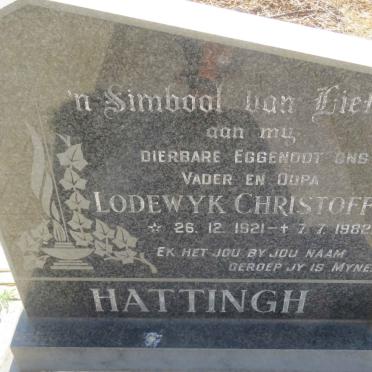 'n Simbool van Lief
aan my
DIERBARE EGGENOOT ONS
VADER EN OUPA
LODEWYK CHRISTOFF
☆ 26. 12. 1921 - † 7. 7. 1982
EK HET JOU BY JOU NAAM
GEROEP JY IS MYNE
HATTINGH